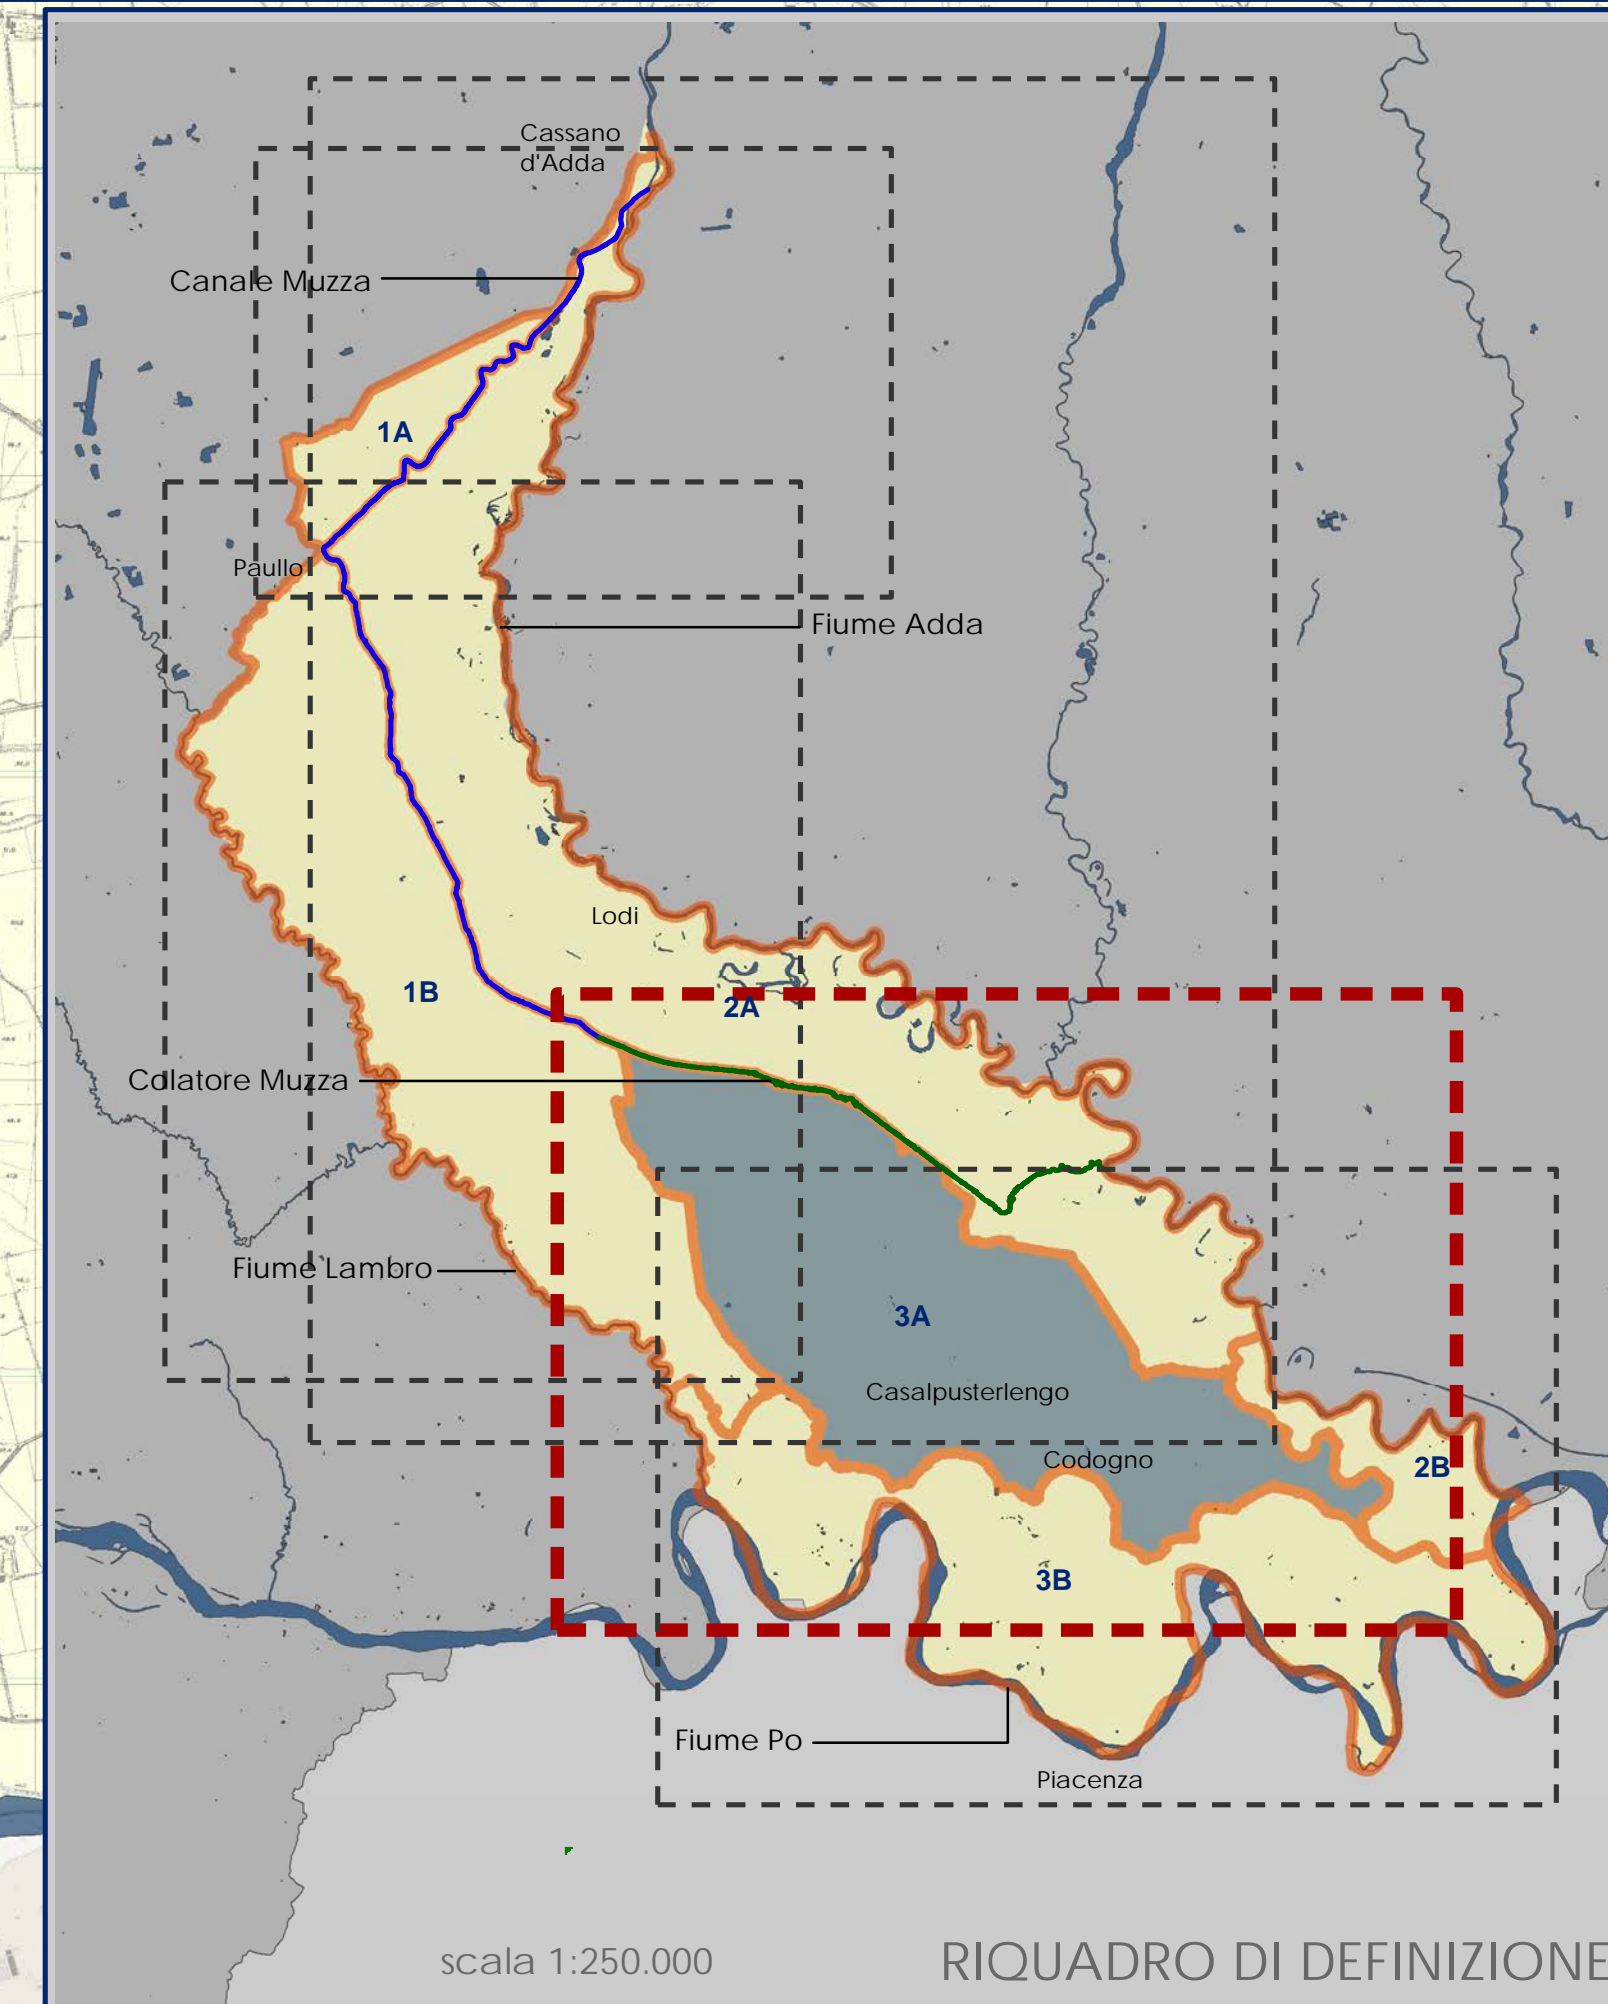 Cassano
d'Adda
Canale Muzza
1A
Paullo
Fiume Adda
Lodi
1B
2A
Collatore Muzza
Fiume Lambro
3A
Casalpusterlengo
Codogno
2B
3B
Fiume Po
Piacenza
scala 1:250.000
RIQUADRO DI DEFINIZIONE